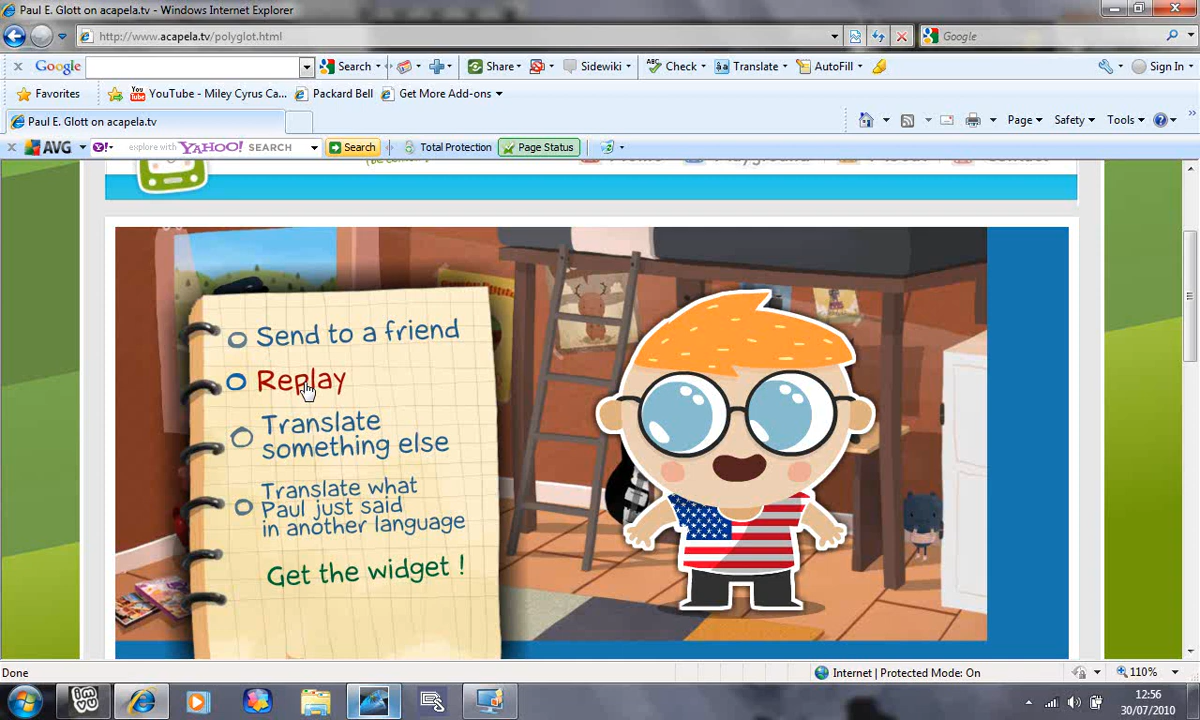 Paul E. Glott on acapela.tv - Windows Internet Explorer
http://www.acapela.tv/polyglot.html
Google
Google Search Share Sidewiki Check Translate AutoFill Sign In
Favorites YouTube - Miley Cyrus Ca... Packard Bell Get More Add-ons
Paul E. Glott on acapela.tv
Page Safety Tools
AVG Y! explore with YAHOO! SEARCH Search Total Protection Page Status
Send to a friend
Replay
Translate
something else
Translate what
Paul just said
in another language
Get the widget !
Done Internet | Protected Mode: On 110%
12:56
30/07/2010